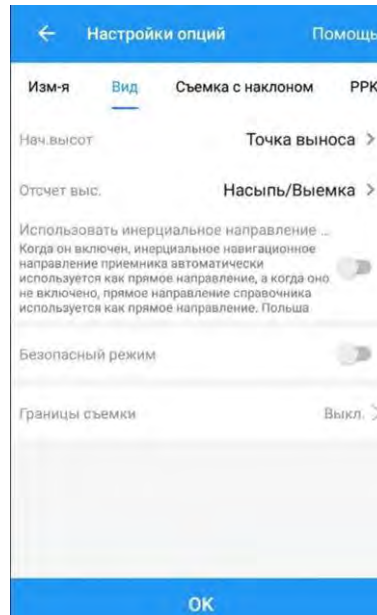 ← Настройки опций Помощь
Изм-я Вид Съемка с наклоном PPK
Нач.высот Точка выноса >
Отсчет выс. Насыпь/Выемка >
Использовать инерциальное направление ...
Когда он включен, инерциальное навигационное
направление приемника автоматически
используется как прямое направление, а когда оно
не включено, прямое направление справочника
используется как прямое направление. Польша
Безопасный режим
Границы съемки Выкл. >
OK